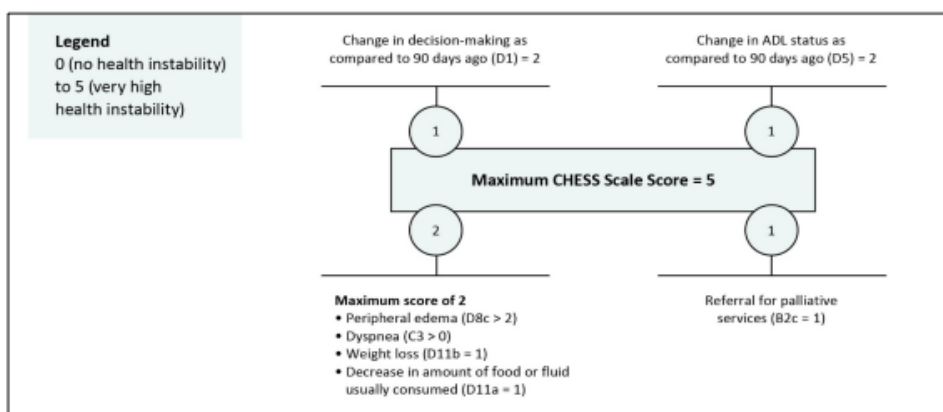 Legend
0 (no health instability)
to 5 (very high
health instability)
Change in decision-making as
compared to 90 days ago (D1) = 2
Change in ADL status as
compared to 90 days ago (D5) = 2
1
1
Maximum CHESS Scale Score = 5
2
1
Maximum score of 2
• Peripheral edema (D8c > 2)
• Dyspnea (C3 > 0)
• Weight loss (D11b = 1)
• Decrease in amount of food or fluid
usually consumed (D11a = 1)
Referral for palliative
services (B2c = 1)